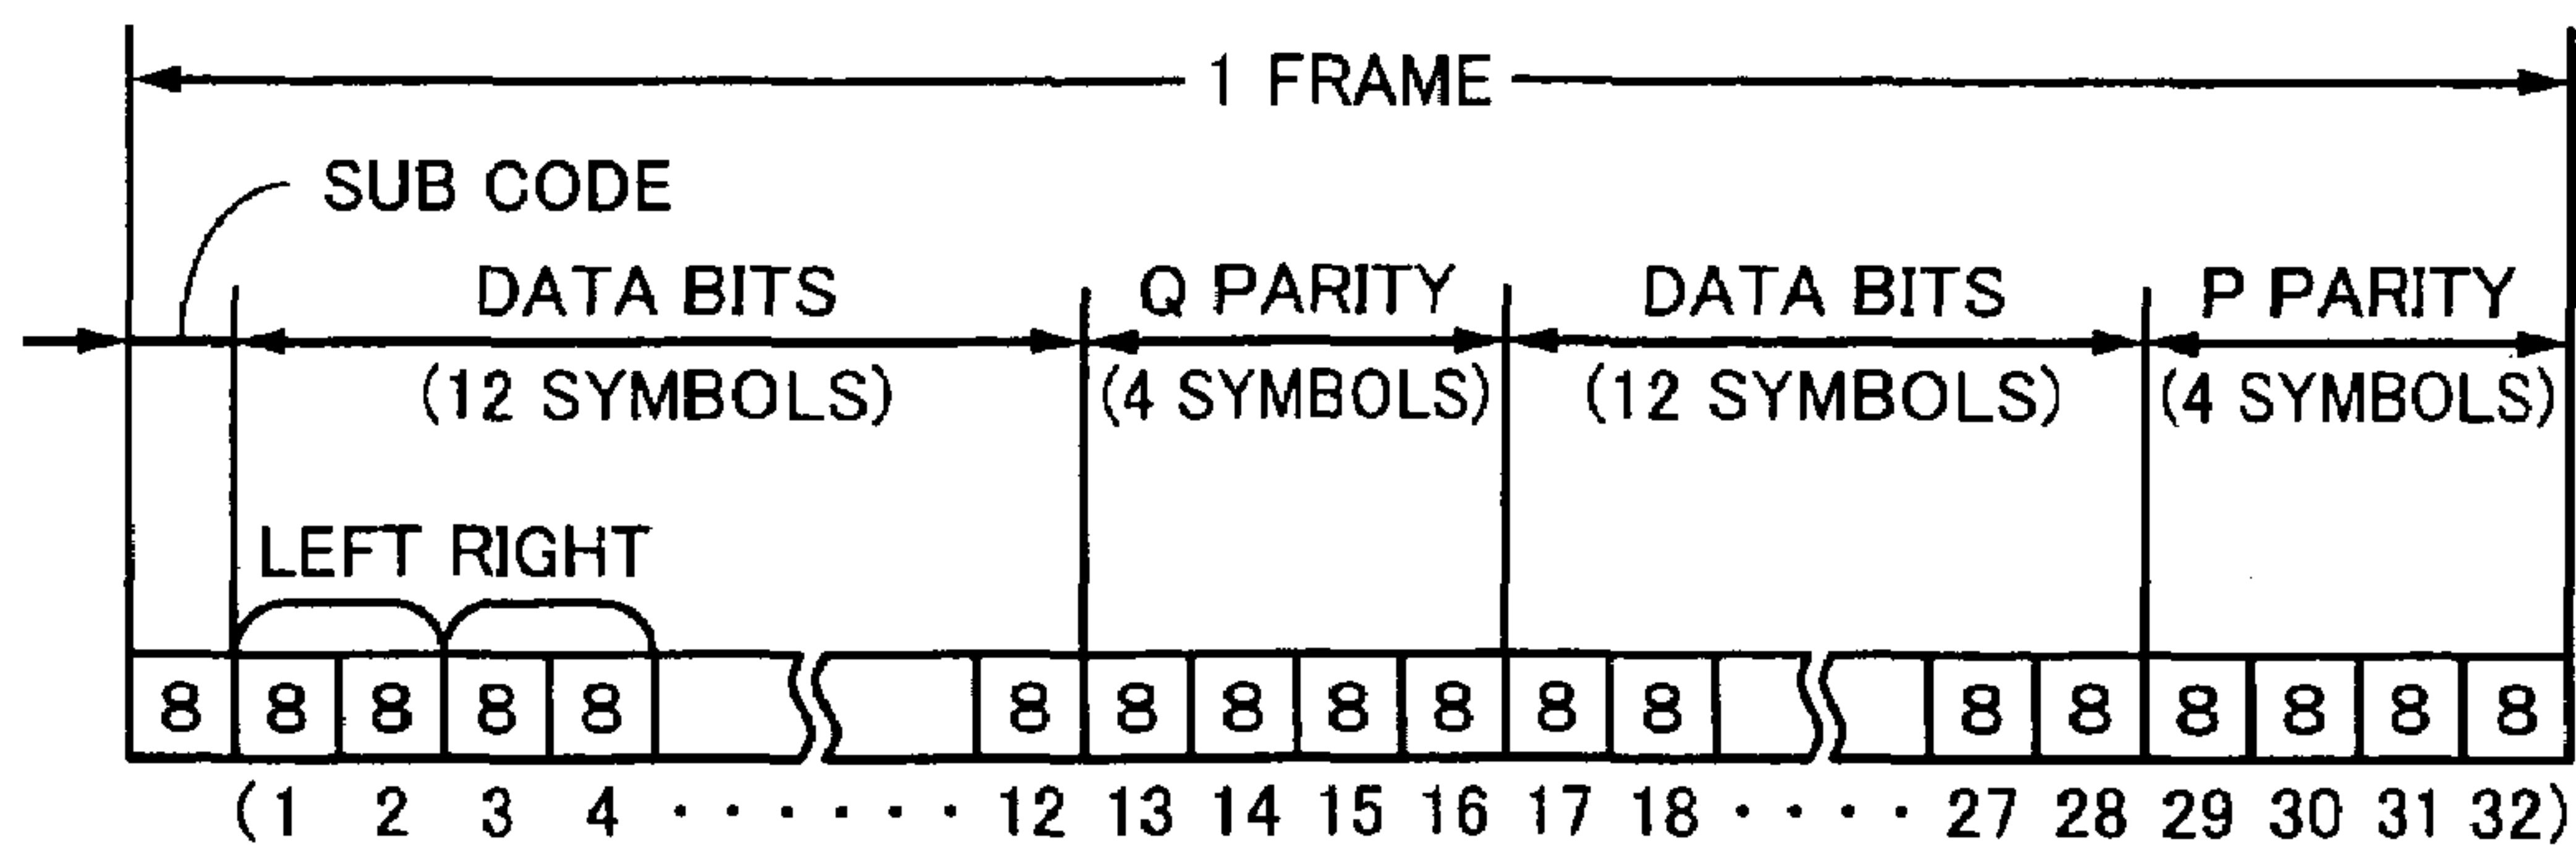 1 FRAME
SUB CODE
DATA BITS Q PARITY DATA BITS P PARITY
(12 SYMBOLS) (4 SYMBOLS) (12 SYMBOLS) (4 SYMBOLS)
LEFT RIGHT
8 8 8 8 8 8 8 8 8 8 8 8 8 8 8 8 8 8
(1 2 3 4 · · · · · · 12 13 14 15 16 17 18 · · · · 27 28 29 30 31 32)